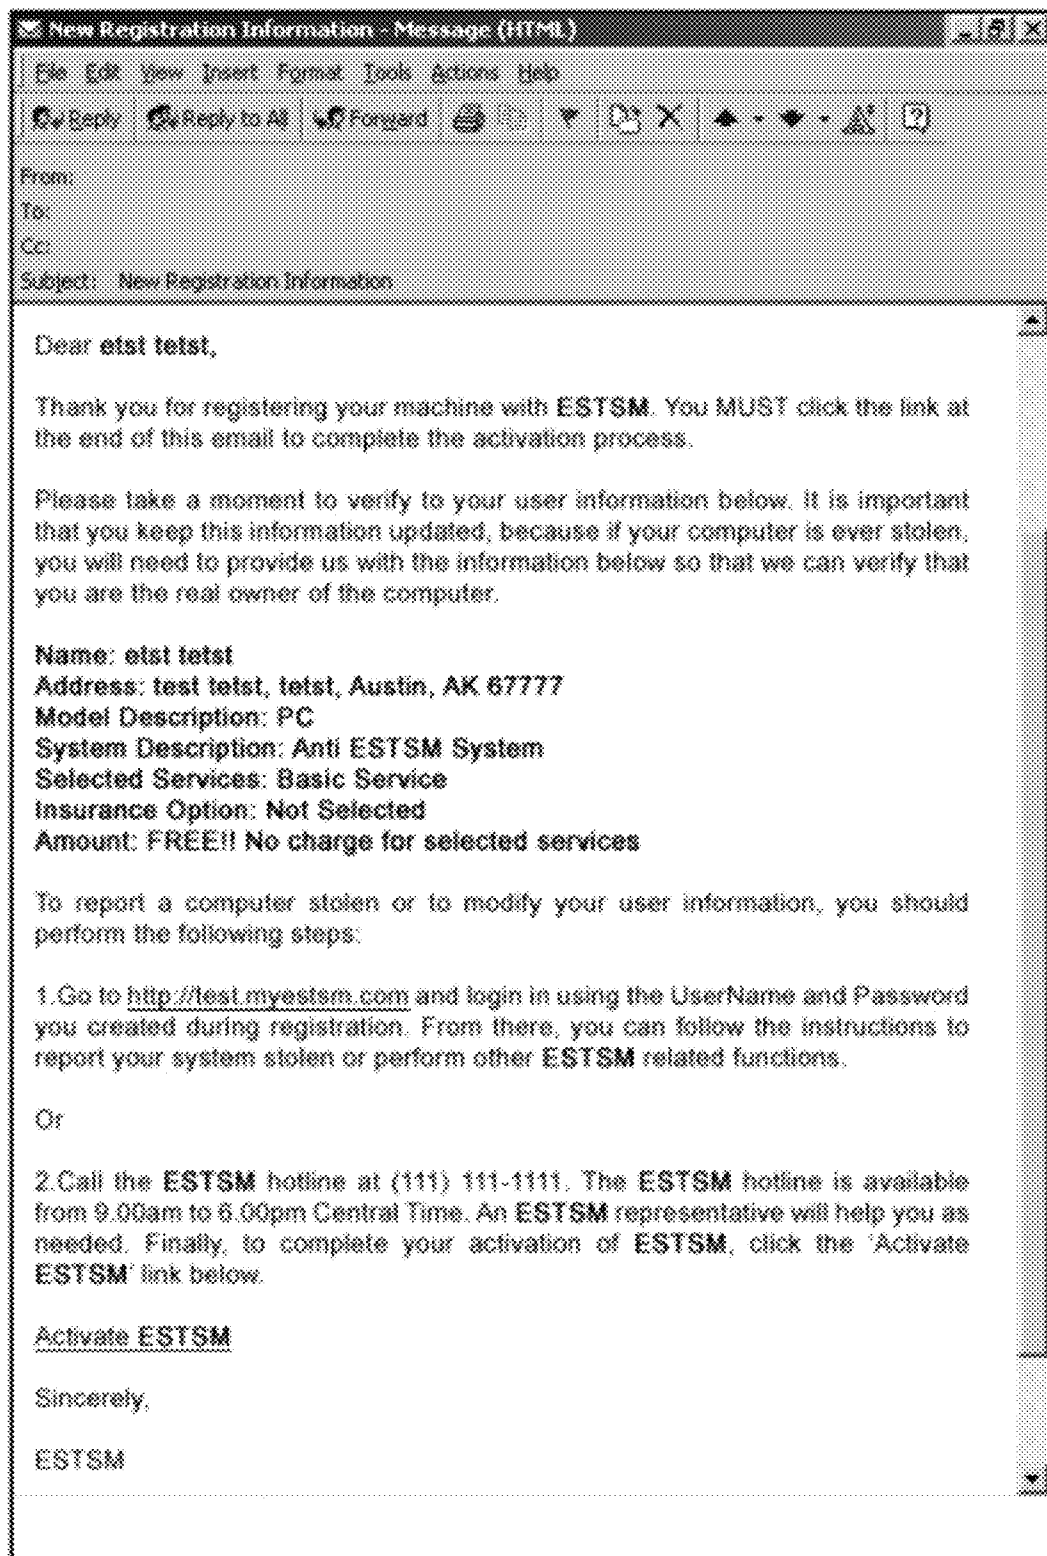 New Registration Information - Message (HTML)
File Edit View Insert Format Tools Actions Help
Reply Reply to All Forward
From:
To:
Cc:
Subject: New Registration Information
Dear etst tetst,
Thank you for registering your machine with ESTSM. You MUST click the link at
the end of this email to complete the activation process.
Please take a moment to verify to your user information below. It is important
that you keep this information updated, because if your computer is ever stolen,
you will need to provide us with the information below so that we can verify that
you are the real owner of the computer.
Name: etst tetst
Address: test tetst, tetst, Austin, AK 67777
Model Description: PC
System Description: Anti ESTSM System
Selected Services: Basic Service
Insurance Option: Not Selected
Amount: FREE!! No charge for selected services
To report a computer stolen or to modify your user information, you should
perform the following steps:
1.Go to http://test.myestsm.com and login in using the UserName and Password
you created during registration. From there, you can follow the instructions to
report your system stolen or perform other ESTSM related functions.
Or
2.Call the ESTSM hotline at (111) 111-1111. The ESTSM hotline is available
from 9.00am to 6.00pm Central Time. An ESTSM representative will help you as
needed. Finally, to complete your activation of ESTSM, click the 'Activate
ESTSM' link below.
Activate ESTSM
Sincerely,
ESTSM